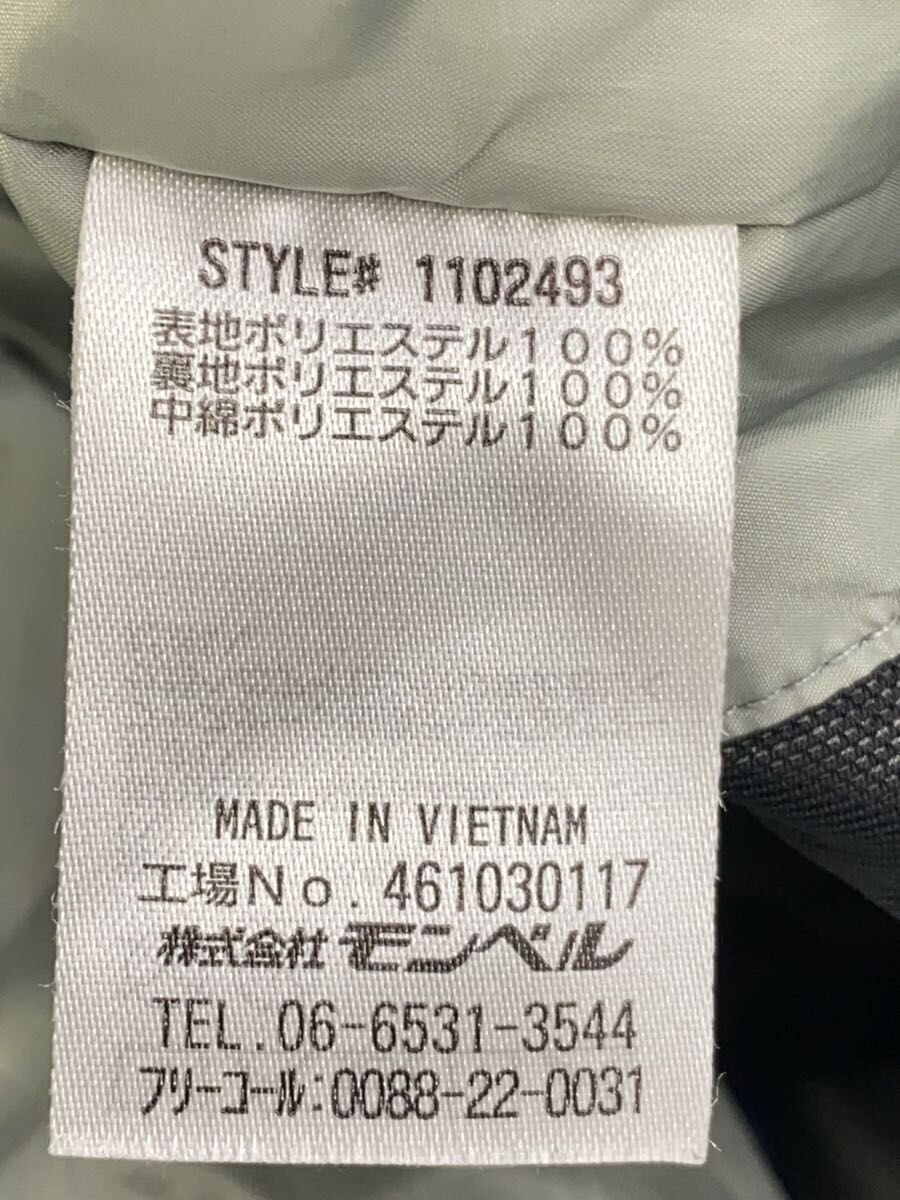 STYLE# 1102493
表地ポリエステル１００％
裏地ポリエステル１００％
中綿ポリエステル１００％
MADE IN VIETNAM
工場Ｎｏ．461030117
株式会社 モンベル
TEL.06-6531-3544
フリーコール:0088-22-0031